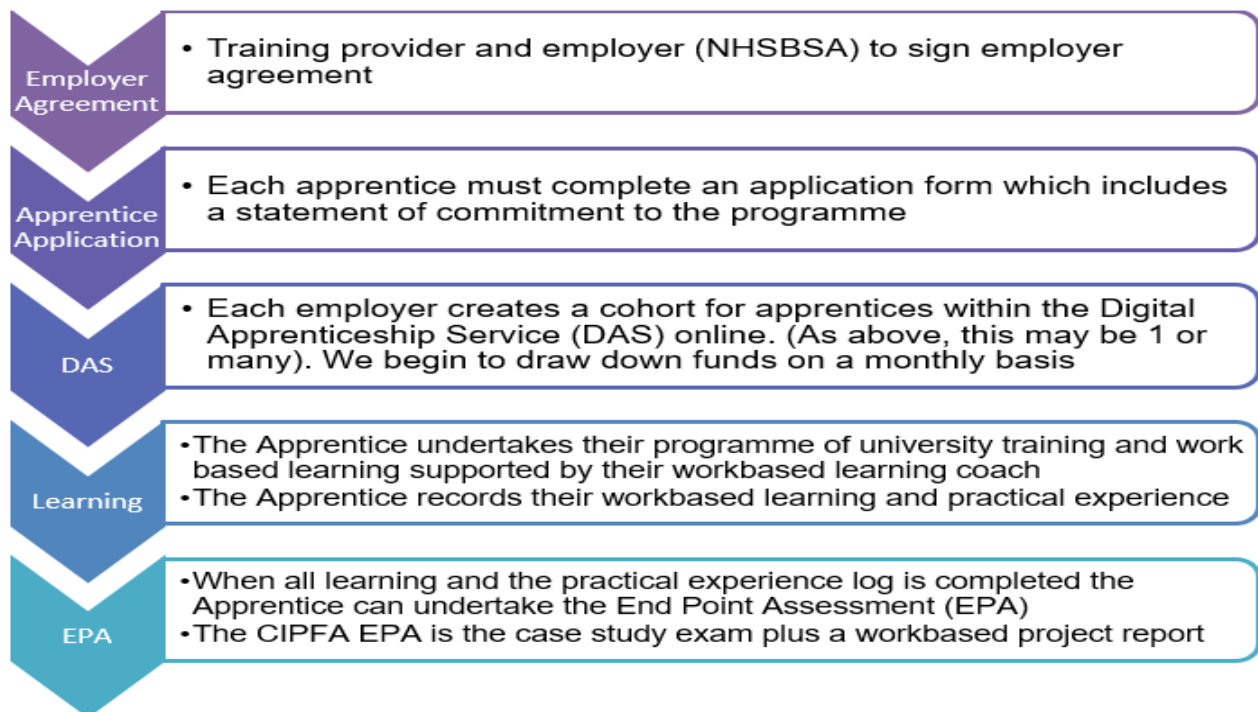 Employer
Agreement
• Training provider and employer (NHSBSA) to sign employer
agreement
Apprentice
Application
• Each apprentice must complete an application form which includes
a statement of commitment to the programme
DAS
• Each employer creates a cohort for apprentices within the Digital
Apprenticeship Service (DAS) online. (As above, this may be 1 or
many). We begin to draw down funds on a monthly basis
Learning
•The Apprentice undertakes their programme of university training and work
based learning supported by their workbased learning coach
•The Apprentice records their workbased learning and practical experience
EPA
•When all learning and the practical experience log is completed the
Apprentice can undertake the End Point Assessment (EPA)
•The CIPFA EPA is the case study exam plus a workbased project report